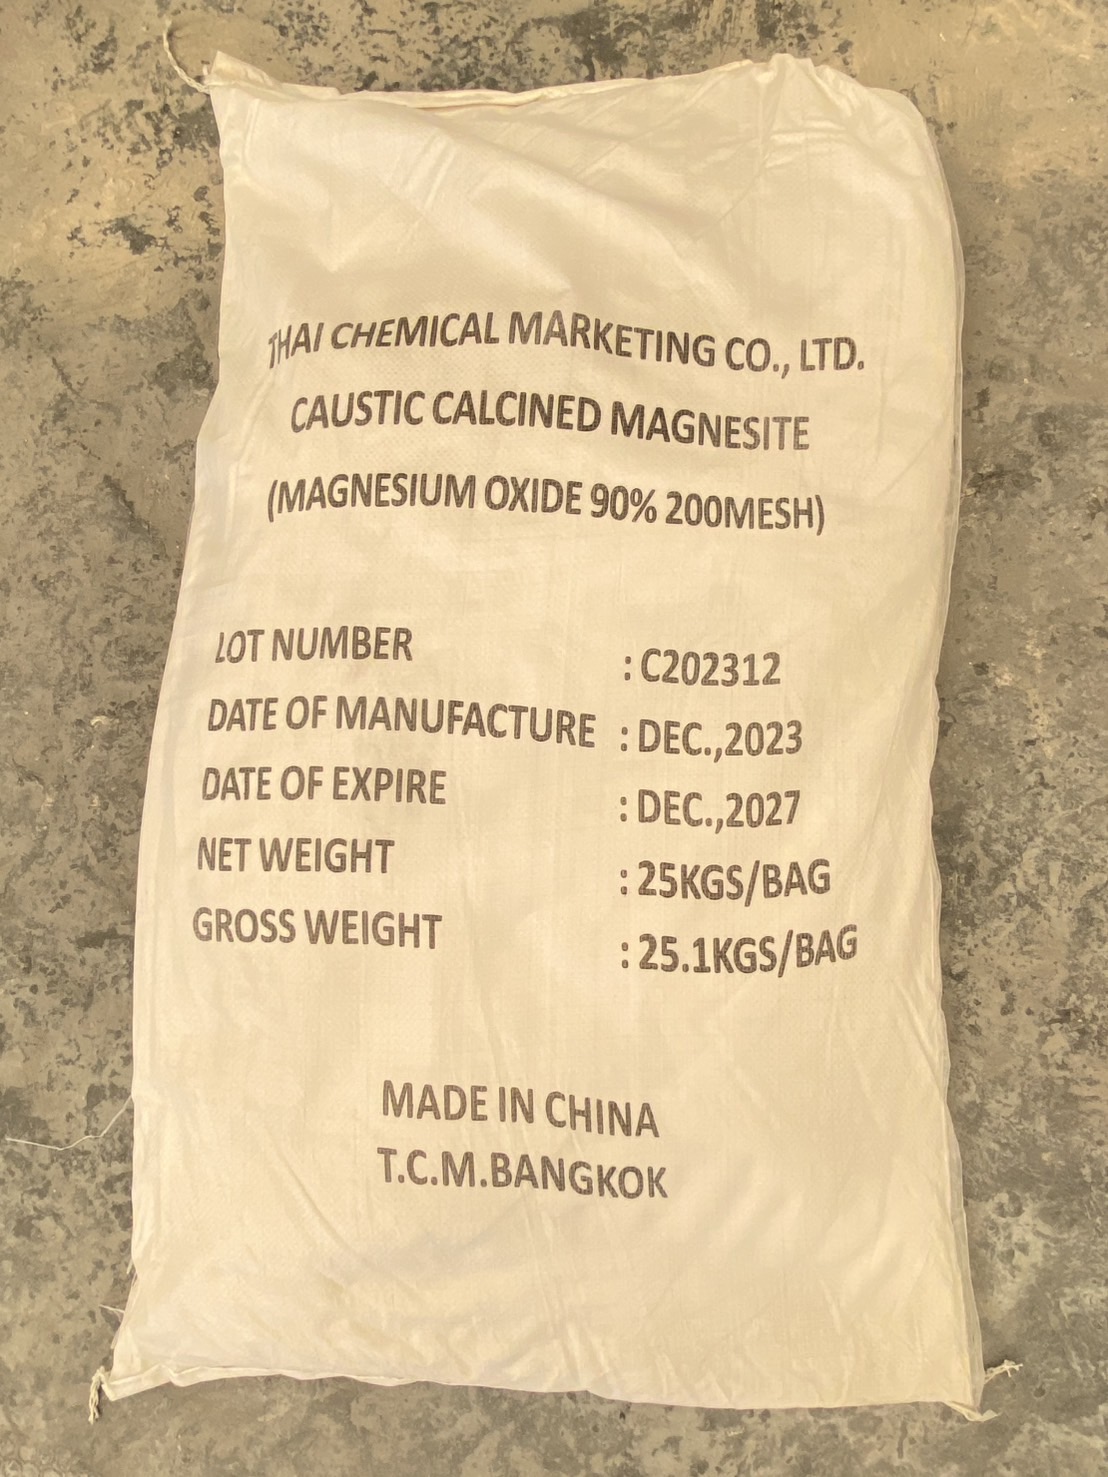 THAI CHEMICAL MARKETING CO., LTD.
CAUSTIC CALCINED MAGNESITE
(MAGNESIUM OXIDE 90% 200MESH)
LOT NUMBER : C202312
DATE OF MANUFACTURE : DEC.,2023
DATE OF EXPIRE : DEC.,2027
NET WEIGHT : 25KGS/BAG
GROSS WEIGHT : 25.1KGS/BAG
MADE IN CHINA
T.C.M.BANGKOK